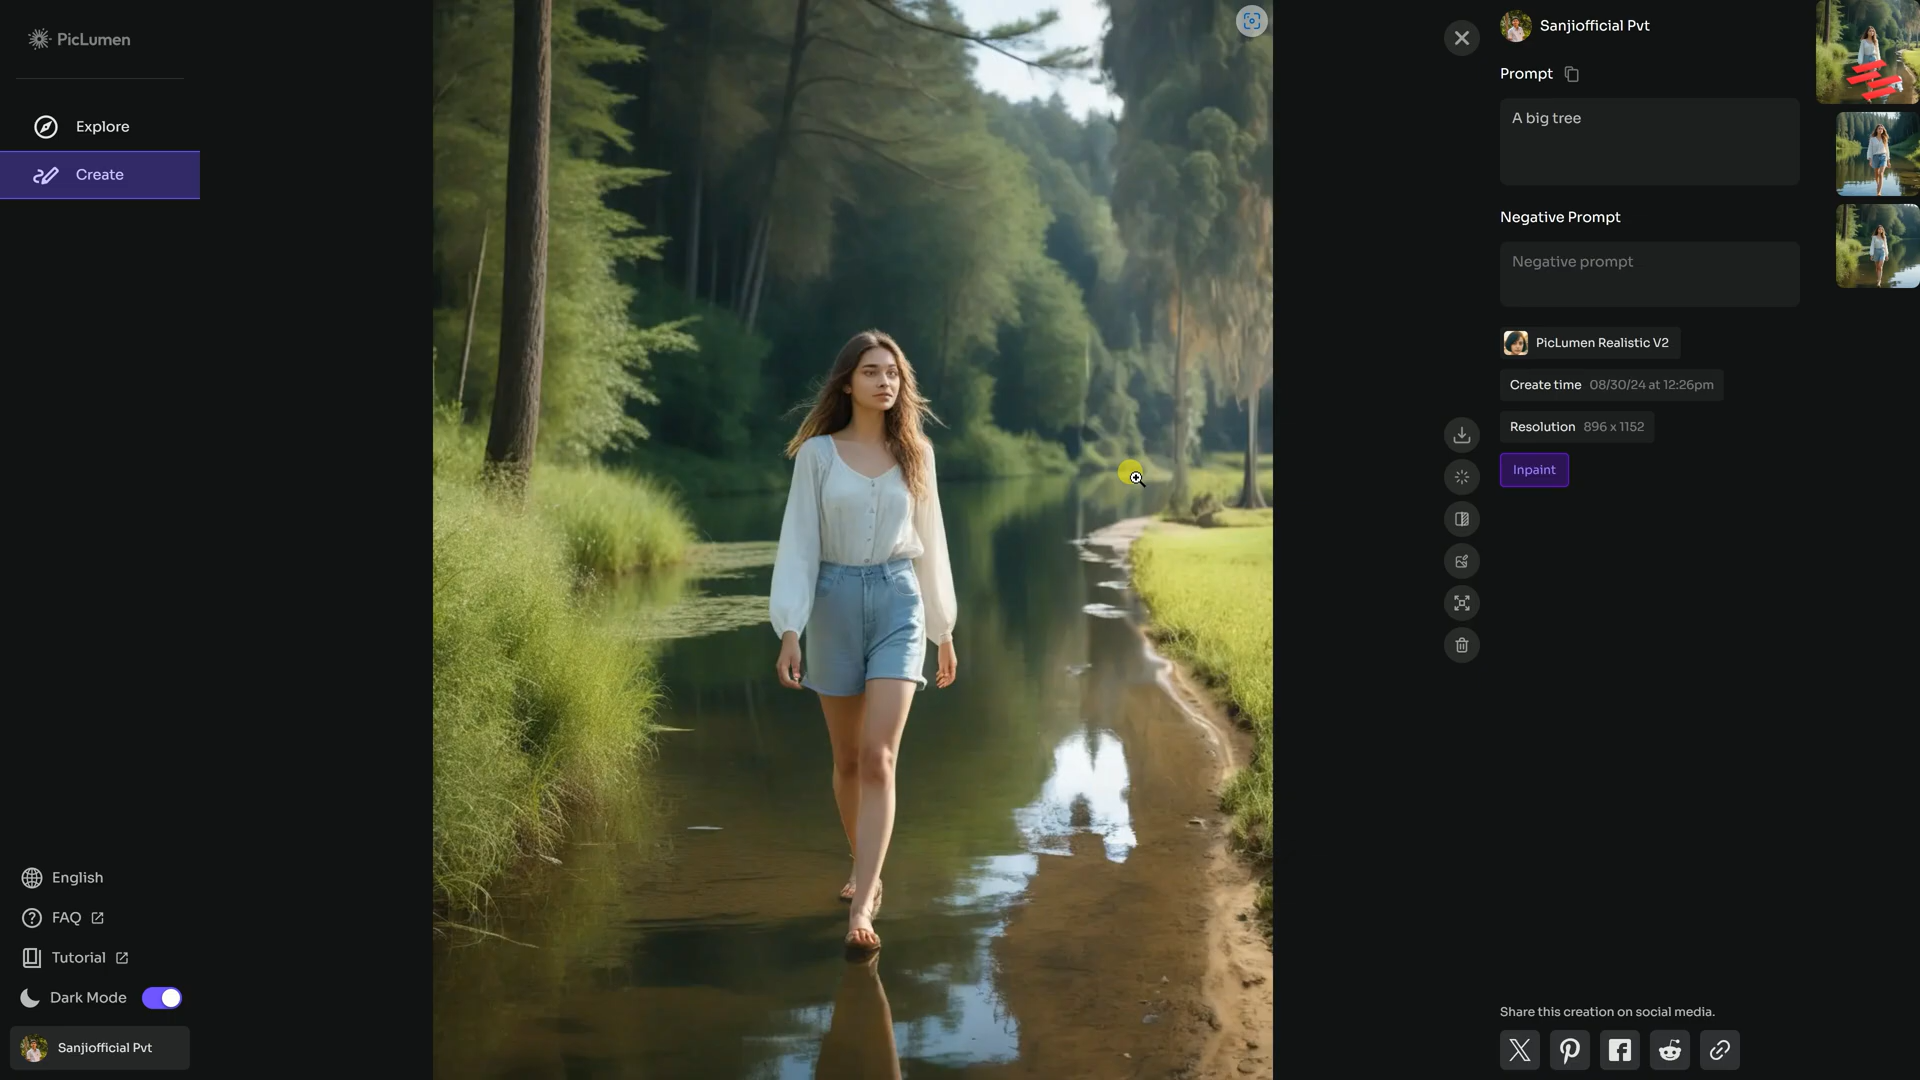 PicLumen
Explore
Create
English
FAQ
Tutorial
Dark Mode
Sanjiofficial Pvt
Sanjiofficial Pvt
Prompt
A big tree
Negative Prompt
Negative prompt
PicLumen Realistic V2
Create time 08/30/24 at 12:26pm
Resolution 896 x 1152
Inpaint
Share this creation on social media.